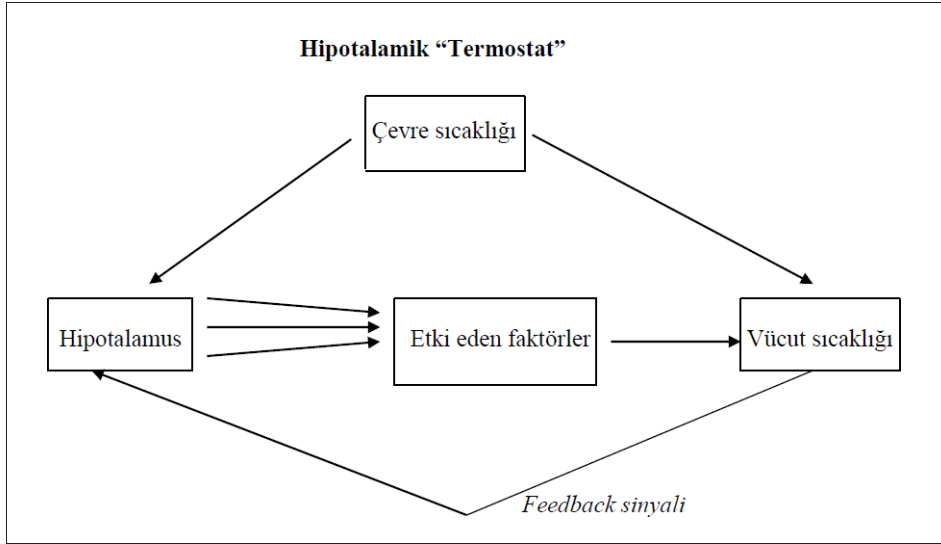 Hipotalamik “Termostat”
Çevre sıcaklığı
Hipotalamus
Etki eden faktörler
Vücut sıcaklığı
Feedback sinyali